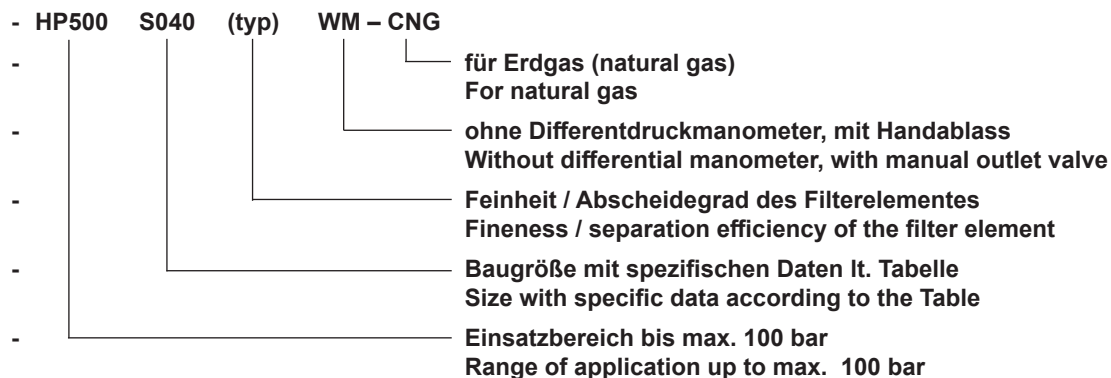 - HP500 S040 (typ) WM – CNG
- für Erdgas (natural gas)
For natural gas
- ohne Differentdruckmanometer, mit Handablass
Without differential manometer, with manual outlet valve
- Feinheit / Abscheidegrad des Filterelementes
Fineness / separation efficiency of the filter element
- Baugröße mit spezifischen Daten lt. Tabelle
Size with specific data according to the Table
- Einsatzbereich bis max. 100 bar
Range of application up to max. 100 bar